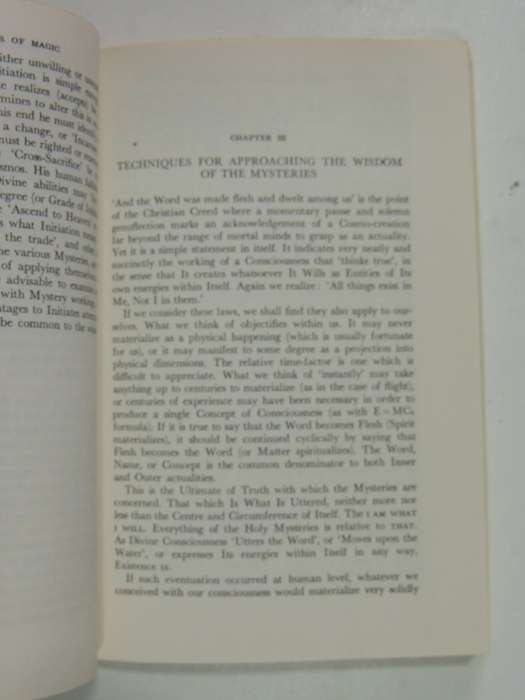 S OF MAGIC
ither unwilling or
itiation is simple
e realizes (accepts)
mines to alter this
is end he must
a change, or
must be righted or
'Cross-Sacrifice'
osmos. His human
Divine abilities may
egree (or Grade of
'Ascend to Heaven
s what Initiation
the trade', and
he various Mysteries,
of applying
advisable to
with Mystery working.
ntages to Initiates
be common to the
CHAPTER III
TECHNIQUES FOR APPROACHING THE WISDOM
OF THE MYSTERIES
'And the Word was made flesh and dwelt among us' is the point
of the Christian Creed where a momentary pause and solemn
genuflection marks an acknowledgement of a Cosmo-creation
far beyond the range of mortal minds to grasp as an actuality.
Yet it is a simple statement in itself. It indicates very neatly and
succinctly the working of a Consciousness that 'thinks true', in
the sense that It creates whatsoever It Wills as Entities of Its
own energies within Itself. Again we realize: 'All things exist in
Me, Not I in them.'
If we consider these laws, we shall find they also apply to our-
selves. What we think of objectifies within us. It may never
materialize as a physical happening (which is usually fortunate
for us), or it may manifest to some degree as a projection into
physical dimensions. The relative time-factor is one which is
difficult to appreciate. What we think of 'instantly' may take
anything up to centuries to materialize (as in the case of flight),
or centuries of experience may have been necessary in order to
produce a single Concept of Consciousness (as with E = MC,
formula). If it is true to say that the Word becomes Flesh (Spirit
materializes), it should be continued cyclically by saying that
Flesh becomes the Word (or Matter spiritualizes). The Word,
Name, or Concept is the common denominator to both Inner
and Outer actualities.
This is the Ultimate of Truth with which the Mysteries are
concerned. That which Is What Is Uttered, neither more nor
less than the Centre and Circumference of Itself. The I AM WHAT
I WILL. Everything of the Holy Mysteries is relative to THAT.
As Divine Consciousness 'Utters the Word', or 'Moves upon the
Water', or expresses Its energies within Itself in any way,
Existence IS.
If such eventuation occurred at human level, whatever we
conceived with our consciousness would materialize very solidly